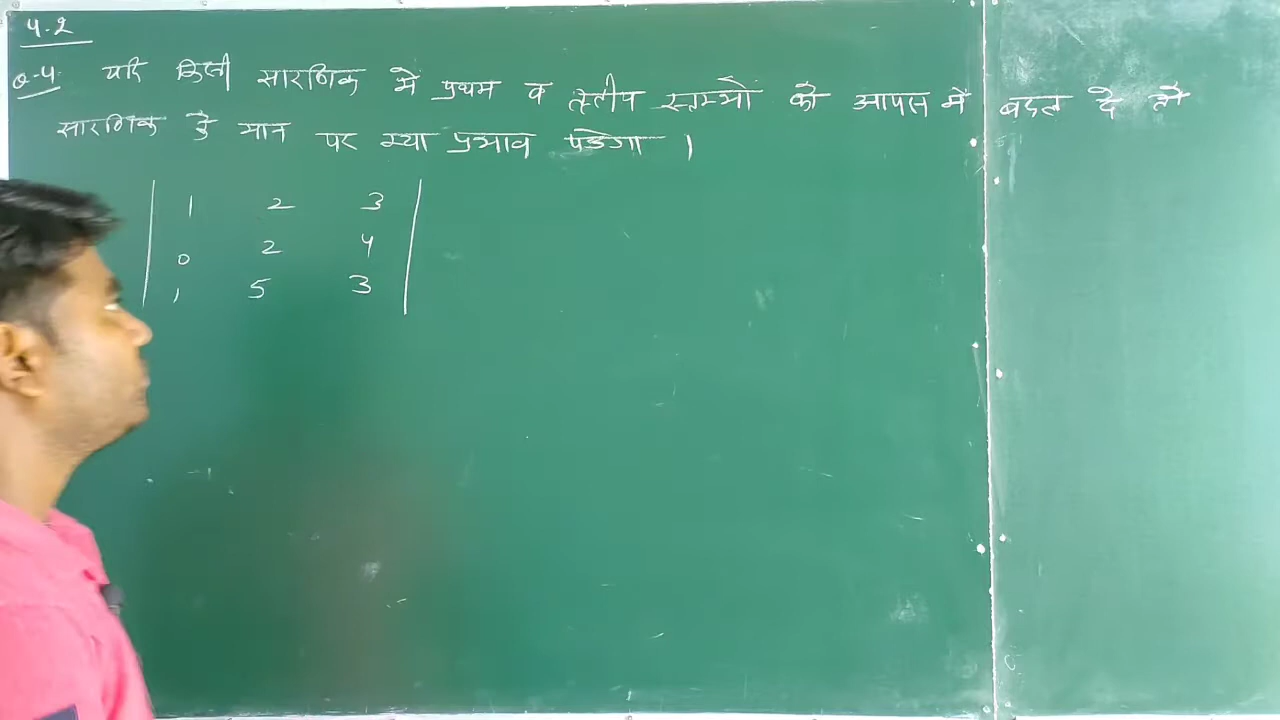 4.2
Q-4. यदि किसी सारणिक मे प्रथम व तृतीय स्तम्भों को आपस में बदल दे तो
सारणिक के मान पर क्या प्रभाव पडेगा ।
1 2 3
0 2 4
1 5 3